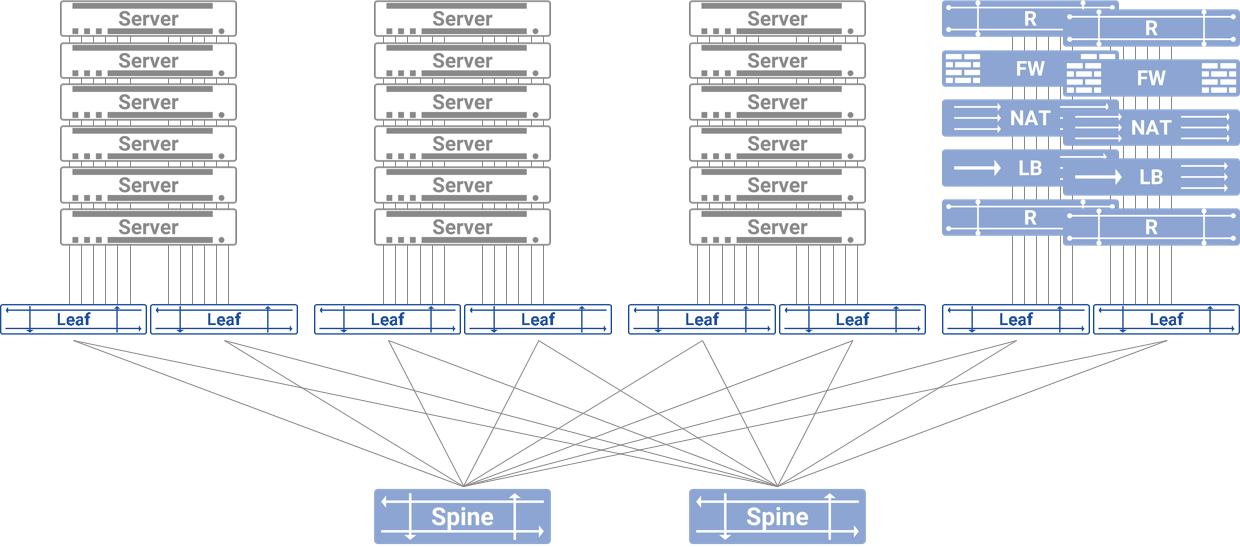 Server Server Server R R
Server Server Server FW FW
Server Server Server NAT NAT
Server Server Server LB LB
Server Server Server R R
Server Server Server
Leaf Leaf Leaf Leaf Leaf Leaf Leaf Leaf
Spine Spine